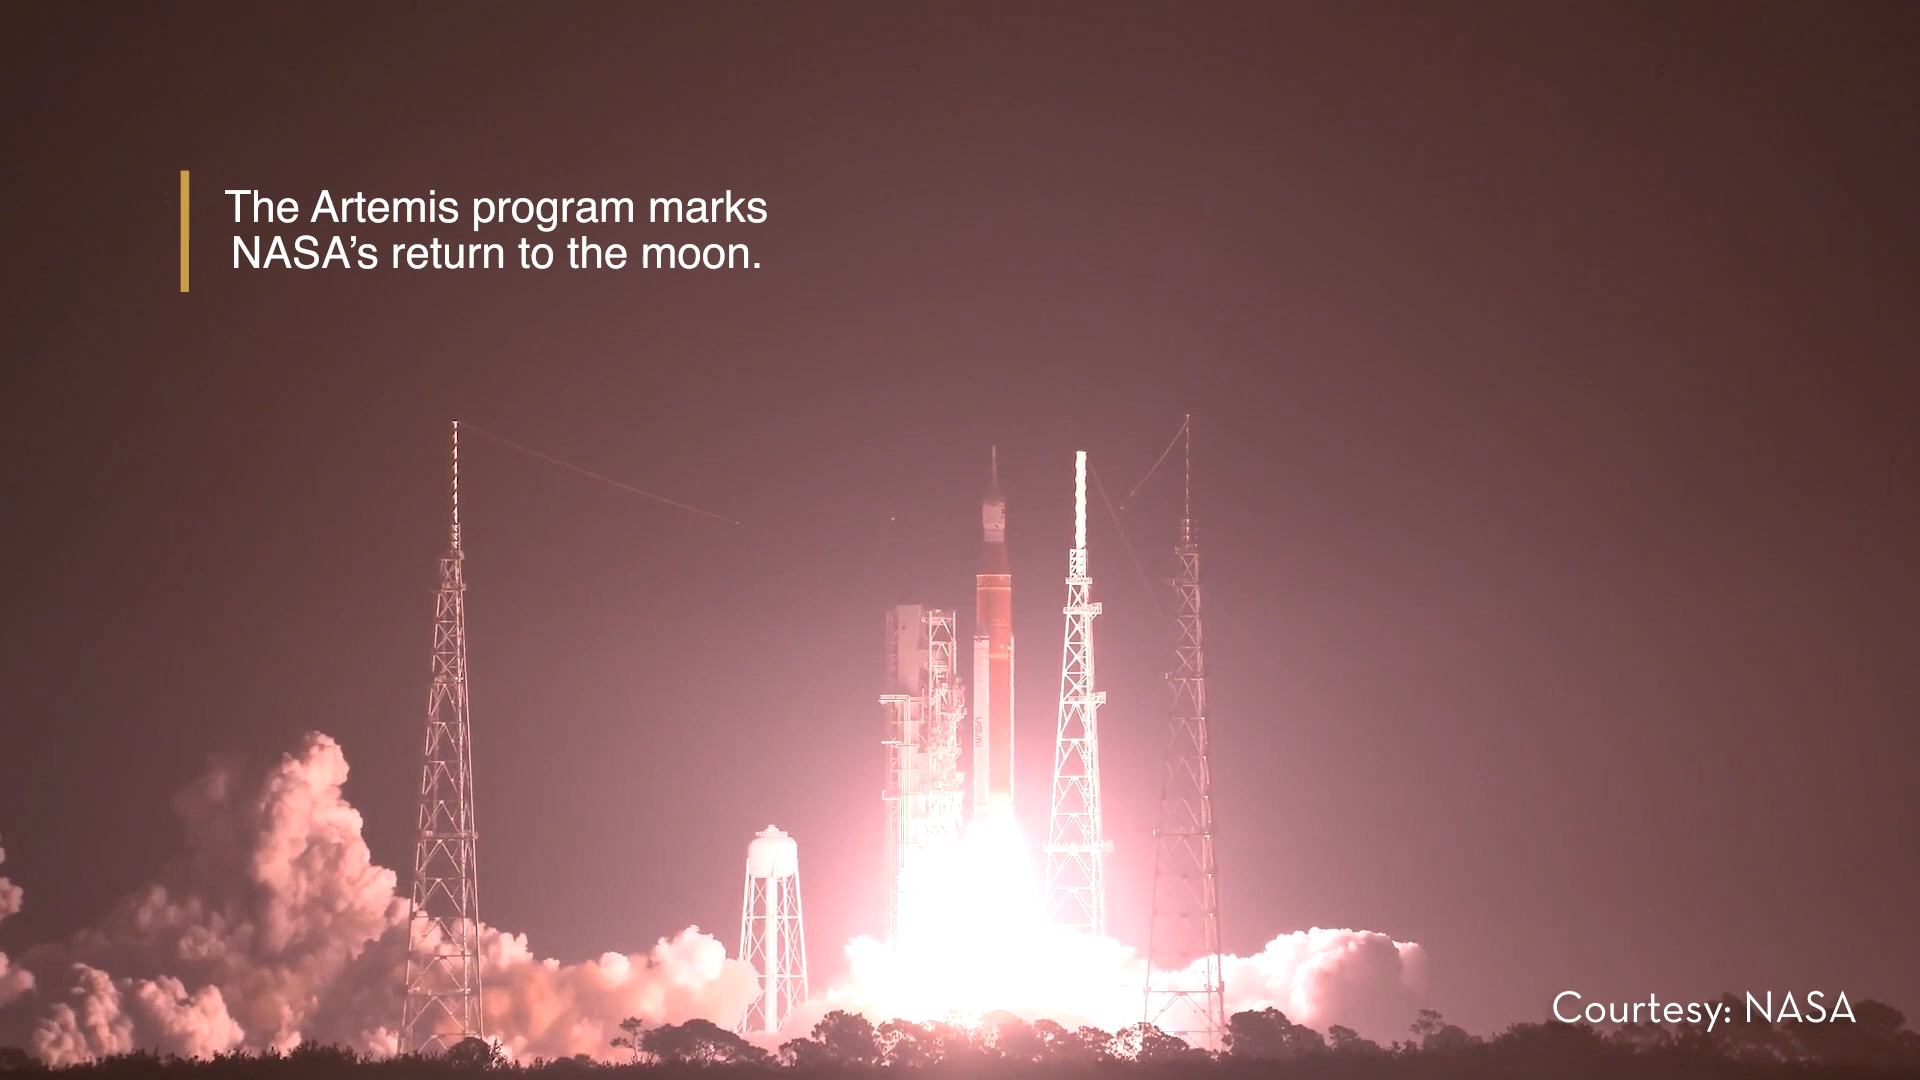 The Artemis program marks
NASA’s return to the moon.
Courtesy: NASA